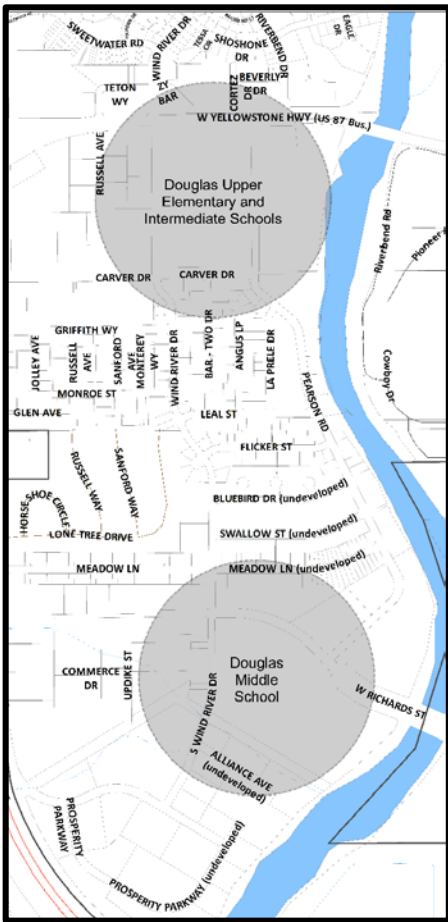 SWEETWATER RD
WIND RIVER DR
TESSA
CIR
SHOSHONE
DR
RIVERBEND DR
EAGLE
DR
TETON
WY
ZY
BAR
CORTEZ
DR
BEVERLY
DR
W YELLOWSTONE HWY (US 87 Bus.)
RUSSELL AVE
Douglas Upper
Elementary and
Intermediate Schools
Riverbend Rd
Pioneer
CARVER DR
CARVER DR
GRIFFITH WY
JOLLEY AVE
RUSSELL
AVE
SANFORD
AVE
MONTEREY
WY
WIND RIVER DR
BAR - TWO DR
ANGUS LP
LA PRELE DR
PEARSON RD
Cowboy Dr
MONROE ST
GLEN AVE
LEAL ST
FLICKER ST
RUSSELL WAY
SANFORD WAY
BLUEBIRD DR (undeveloped)
HORSE
SHOE CIRCLE
LONE TREE DRIVE
SWALLOW ST (undeveloped)
MEADOW LN
MEADOW LN (undeveloped)
COMMERCE
DR
UPDIKE ST
Douglas
Middle
School
S WIND RIVER DR
W RICHARDS ST
ALLIANCE AVE
(undeveloped)
PROSPERITY
PARKWAY
PROSPERITY PARKWAY (undeveloped)